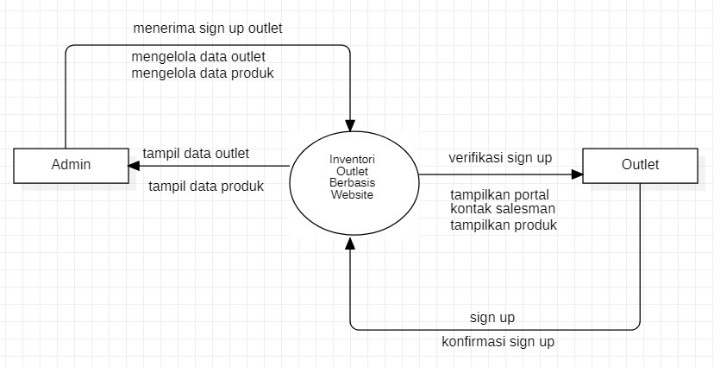 menerima sign up outlet
mengelola data outlet
mengelola data produk
Admin
tampil data outlet
tampil data produk
Inventori
Outlet
Berbasis
Website
verifikasi sign up
tampilkan portal
kontak salesman
tampilkan produk
Outlet
sign up
konfirmasi sign up